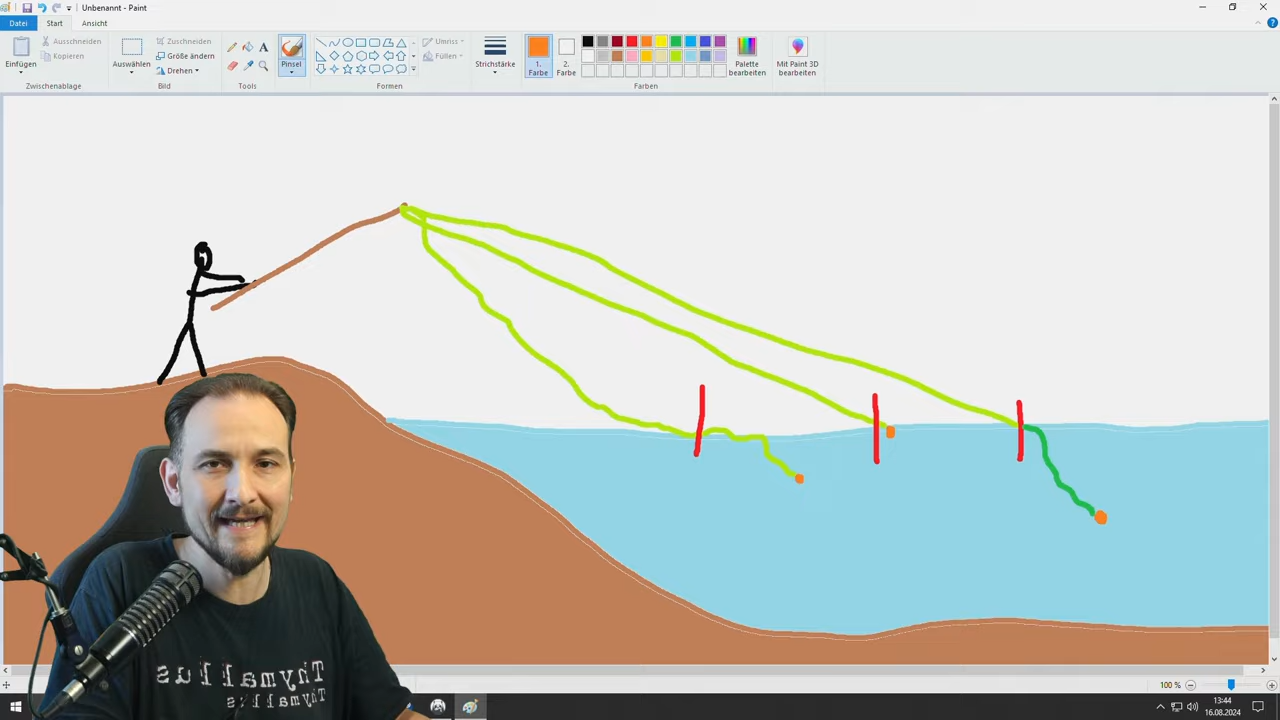 Unbenannt - Paint
Datei Start Ansicht
Einfügen
Ausschneiden
Kopieren
Zwischenablage
Auswählen
Zuschneiden
Größe ändern
Drehen
Bild
A
Tools
Pinsel
Umriss
Füllen
Formen
Strichstärke
1.
Farbe
2.
Farbe
Palette
bearbeiten
Farben
Mit Paint 3D
bearbeiten
Thymallus
Thymallus
100 %
13:44
16.08.2024